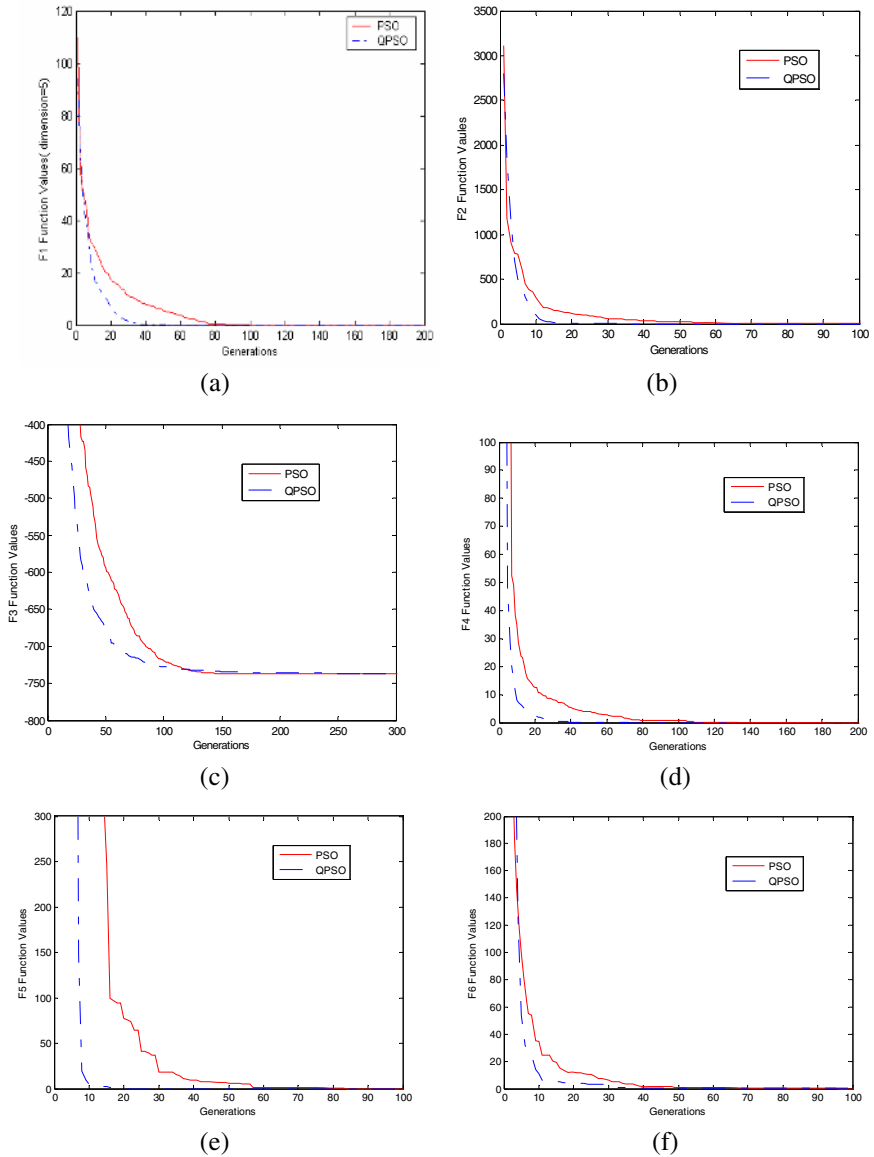 120
100
80
60
40
20
0
F1 Function Values( dimension=5)
PSO
QPSO
0 20 40 60 80 100 120 140 160 180 200
Generations
(a)
3500
3000
2500
2000
1500
1000
500
0
F2 Function Vaules
PSO
QPSO
0 10 20 30 40 50 60 70 80 90 100
Generations
(b)
-400
-450
-500
-550
-600
-650
-700
-750
-800
F3 Function Values
PSO
QPSO
0 50 100 150 200 250 300
Generations
(c)
100
90
80
70
60
50
40
30
20
10
0
F4 Function Values
PSO
QPSO
0 20 40 60 80 100 120 140 160 180 200
Generations
(d)
300
250
200
150
100
50
0
F5 Function Values
PSO
QPSO
0 10 20 30 40 50 60 70 80 90 100
Generations
(e)
200
180
160
140
120
100
80
60
40
20
0
F6 Function Values
PSO
QPSO
0 10 20 30 40 50 60 70 80 90 100
Generations
(f)